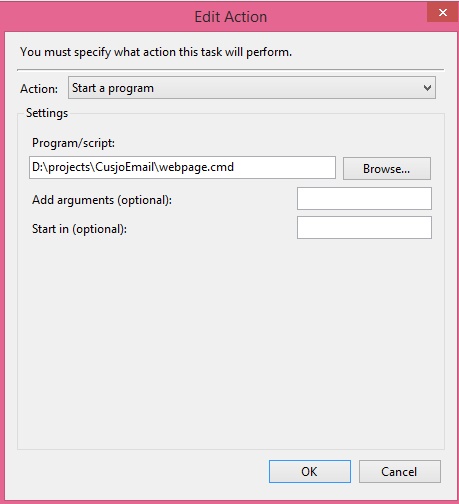 Edit Action
You must specify what action this task will perform.
Action: Start a program
Settings
Program/script:
D:\projects\CusjoEmail\webpage.cmd Browse...
Add arguments (optional):
Start in (optional):
OK Cancel